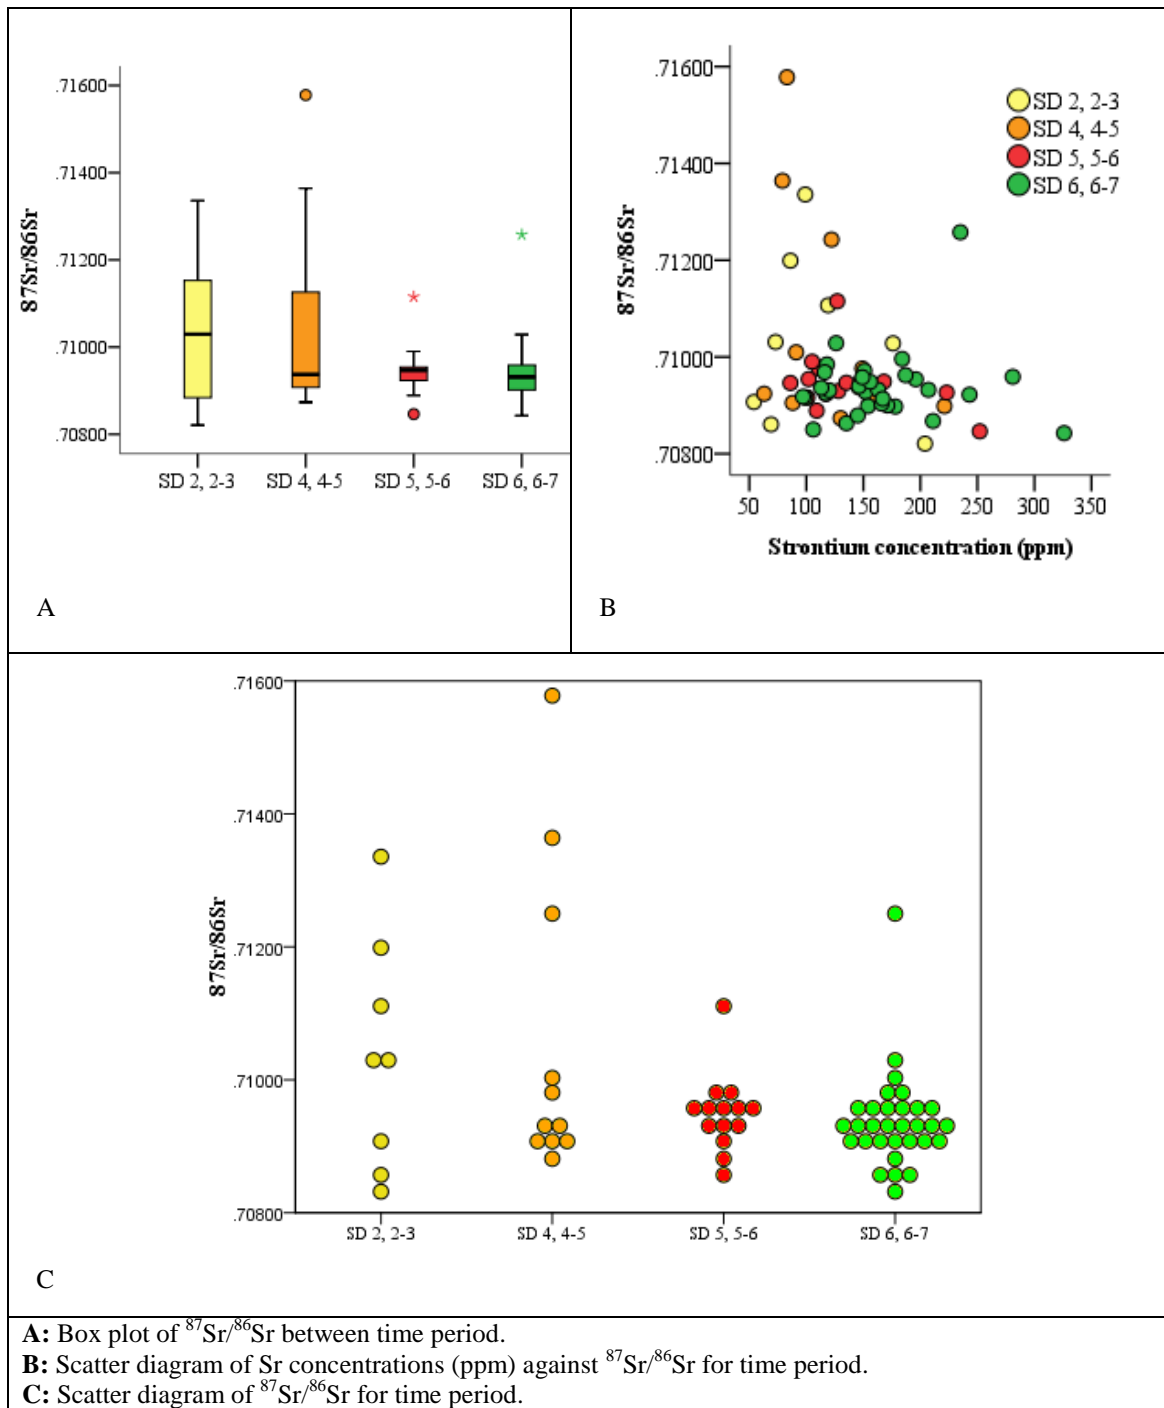 .71600
.71400
.71200
.71000
.70800
87Sr/86Sr
SD 2, 2-3 SD 4, 4-5 SD 5, 5-6 SD 6, 6-7
A
.71600
.71400
.71200
.71000
.70800
87Sr/86Sr
SD 2, 2-3
SD 4, 4-5
SD 5, 5-6
SD 6, 6-7
50 100 150 200 250 300 350
Strontium concentration (ppm)
B
.71600
.71400
.71200
.71000
.70800
87Sr/86Sr
SD 2, 2-3 SD 4, 4-5 SD 5, 5-6 SD 6, 6-7
C
A: Box plot of ⁸⁷Sr/⁸⁶Sr between time period.
B: Scatter diagram of Sr concentrations (ppm) against ⁸⁷Sr/⁸⁶Sr for time period.
C: Scatter diagram of ⁸⁷Sr/⁸⁶Sr for time period.